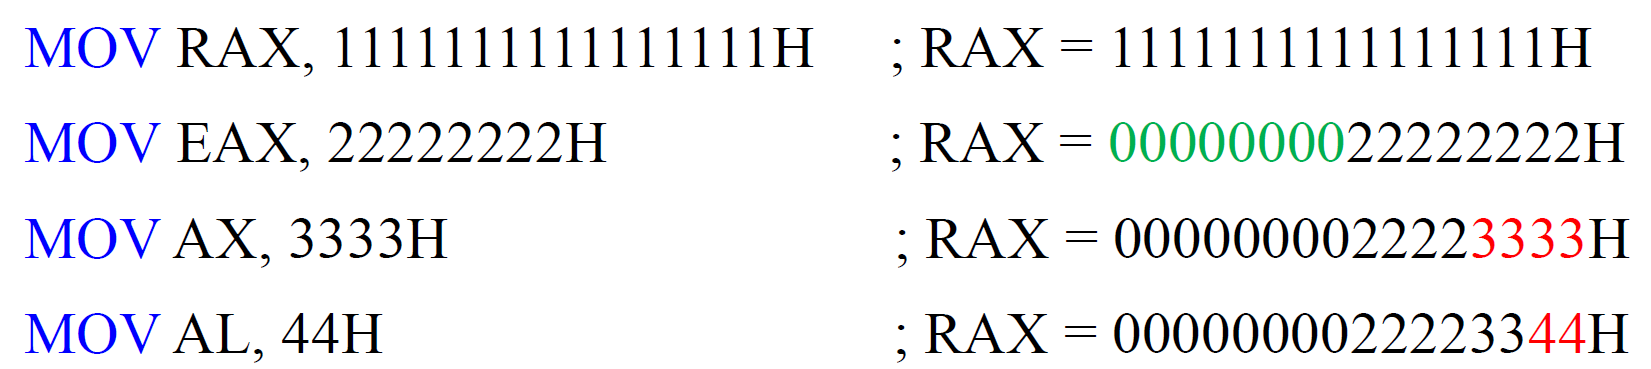 MOV RAX, 1111111111111111H ; RAX = 1111111111111111H
MOV EAX, 22222222H ; RAX = 0000000022222222H
MOV AX, 3333H ; RAX = 0000000022223333H
MOV AL, 44H ; RAX = 0000000022223344H